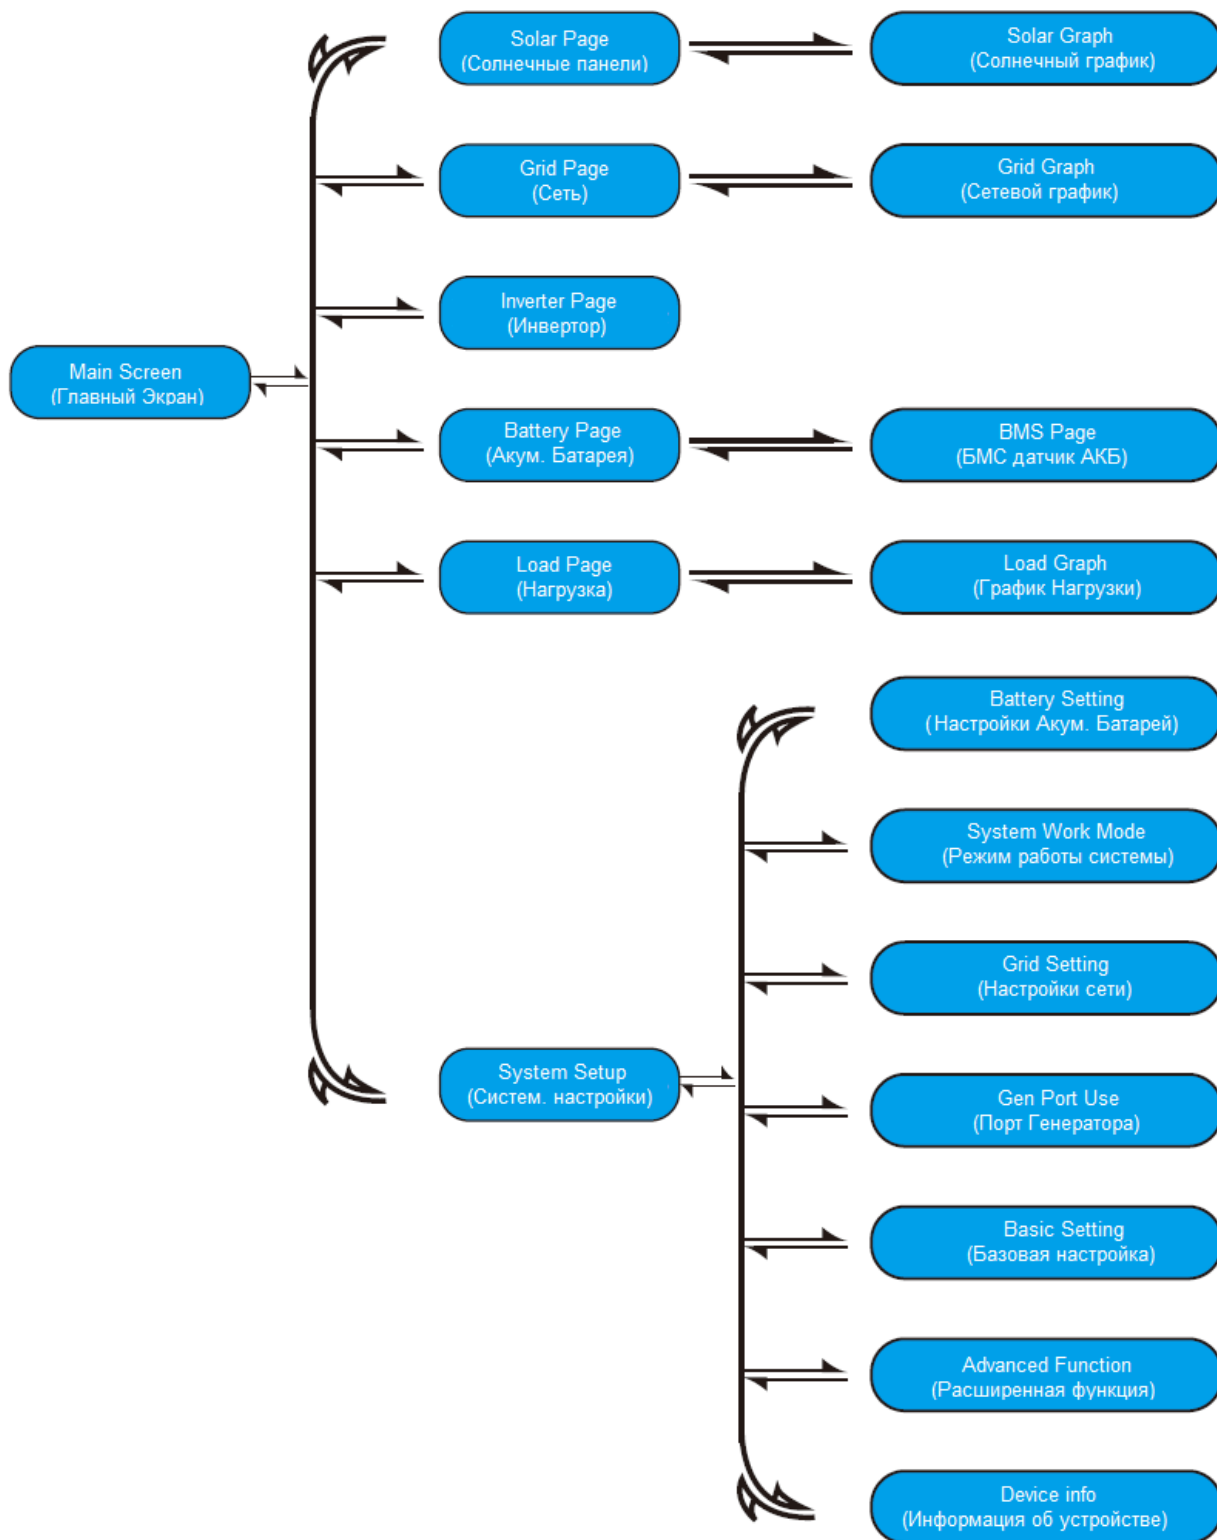 Solar Page
(Солнечные панели)
Solar Graph
(Солнечный график)
Grid Page
(Сеть)
Grid Graph
(Сетевой график)
Inverter Page
(Инвертор)
Main Screen
(Главный Экран)
Battery Page
(Акум. Батарея)
BMS Page
(БМС датчик АКБ)
Load Page
(Нагрузка)
Load Graph
(График Нагрузки)
Battery Setting
(Настройки Акум. Батарей)
System Work Mode
(Режим работы системы)
Grid Setting
(Настройки сети)
System Setup
(Систем. настройки)
Gen Port Use
(Порт Генератора)
Basic Setting
(Базовая настройка)
Advanced Function
(Расширенная функция)
Device info
(Информация об устройстве)